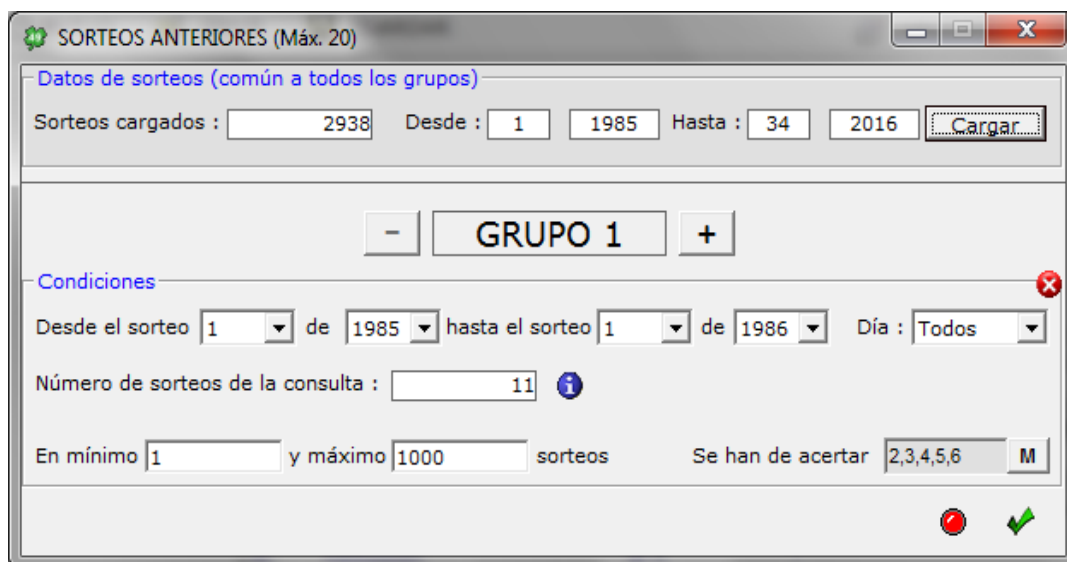 SORTEOS ANTERIORES (Máx. 20)
Datos de sorteos (común a todos los grupos)
Sorteos cargados : 2938 Desde : 1 1985 Hasta : 34 2016 Cargar
- GRUPO 1 +
Condiciones
Desde el sorteo 1 de 1985 hasta el sorteo 1 de 1986 Día : Todos
Número de sorteos de la consulta : 11
En mínimo 1 y máximo 1000 sorteos Se han de acertar 2,3,4,5,6 M